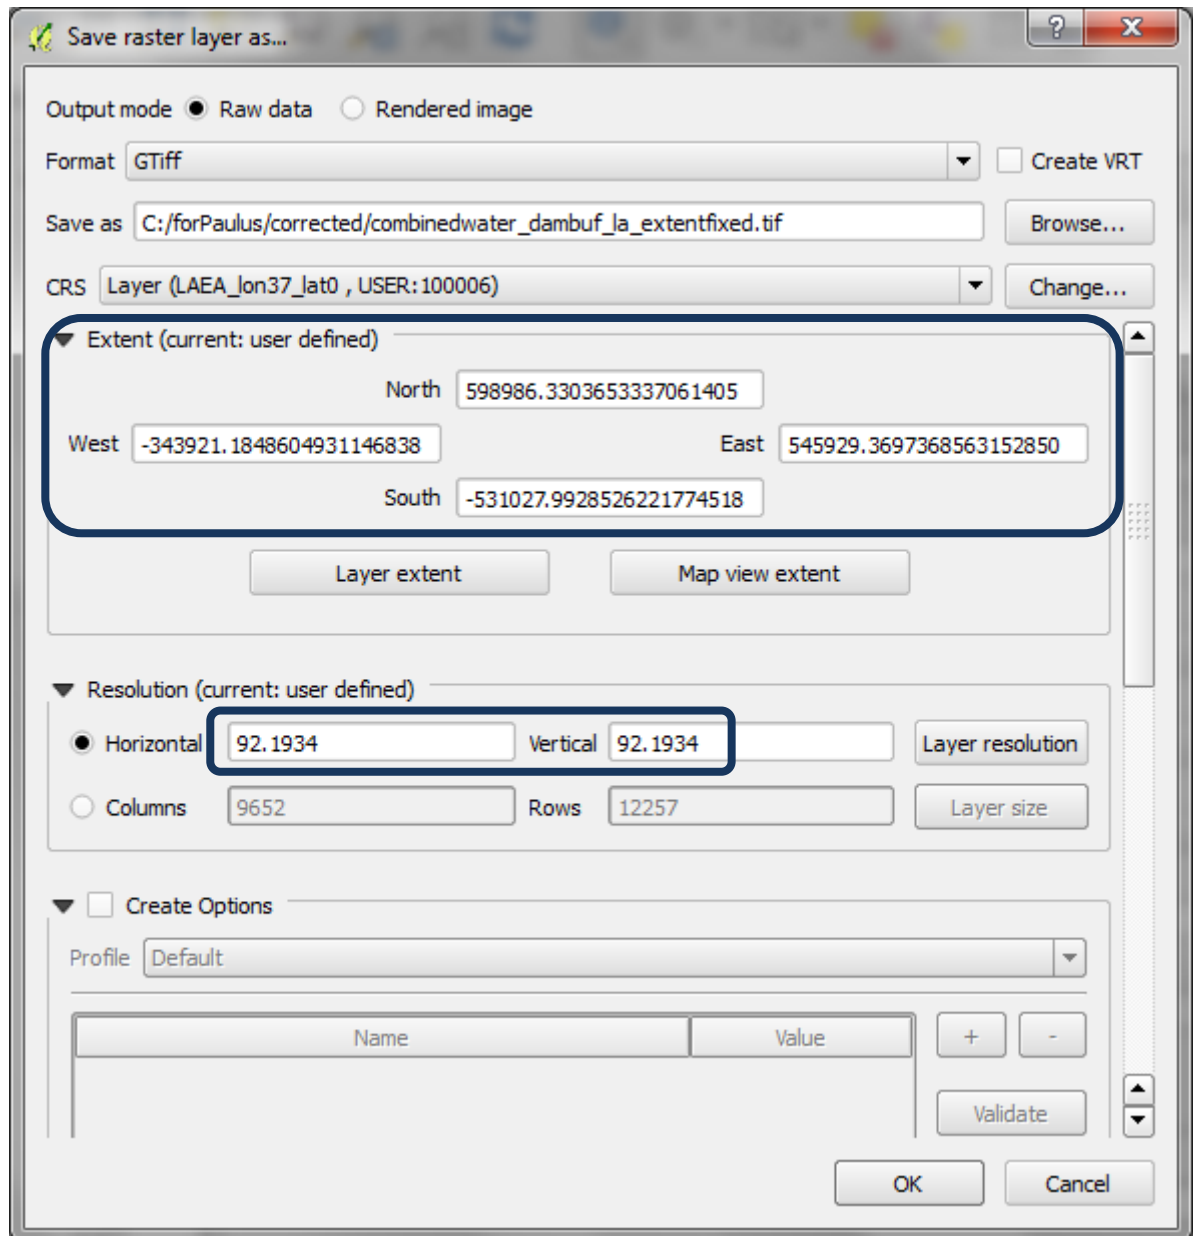 Save raster layer as...
?
x
Output mode Raw data Rendered image
Format GTiff Create VRT
Save as C:/forPaulus/corrected/combinedwater_dambuf_la_extentfixed.tif Browse...
CRS Layer (LAEA_lon37_lat0 , USER:100006) Change...
Extent (current: user defined)
North 598986.3303653337061405
West -343921.1848604931146838 East 545929.3697368563152850
South -531027.9928526221774518
Layer extent Map view extent
Resolution (current: user defined)
Horizontal 92.1934 Vertical 92.1934 Layer resolution
Columns 9652 Rows 12257 Layer size
Create Options
Profile Default
Name Value + -
Validate
OK Cancel